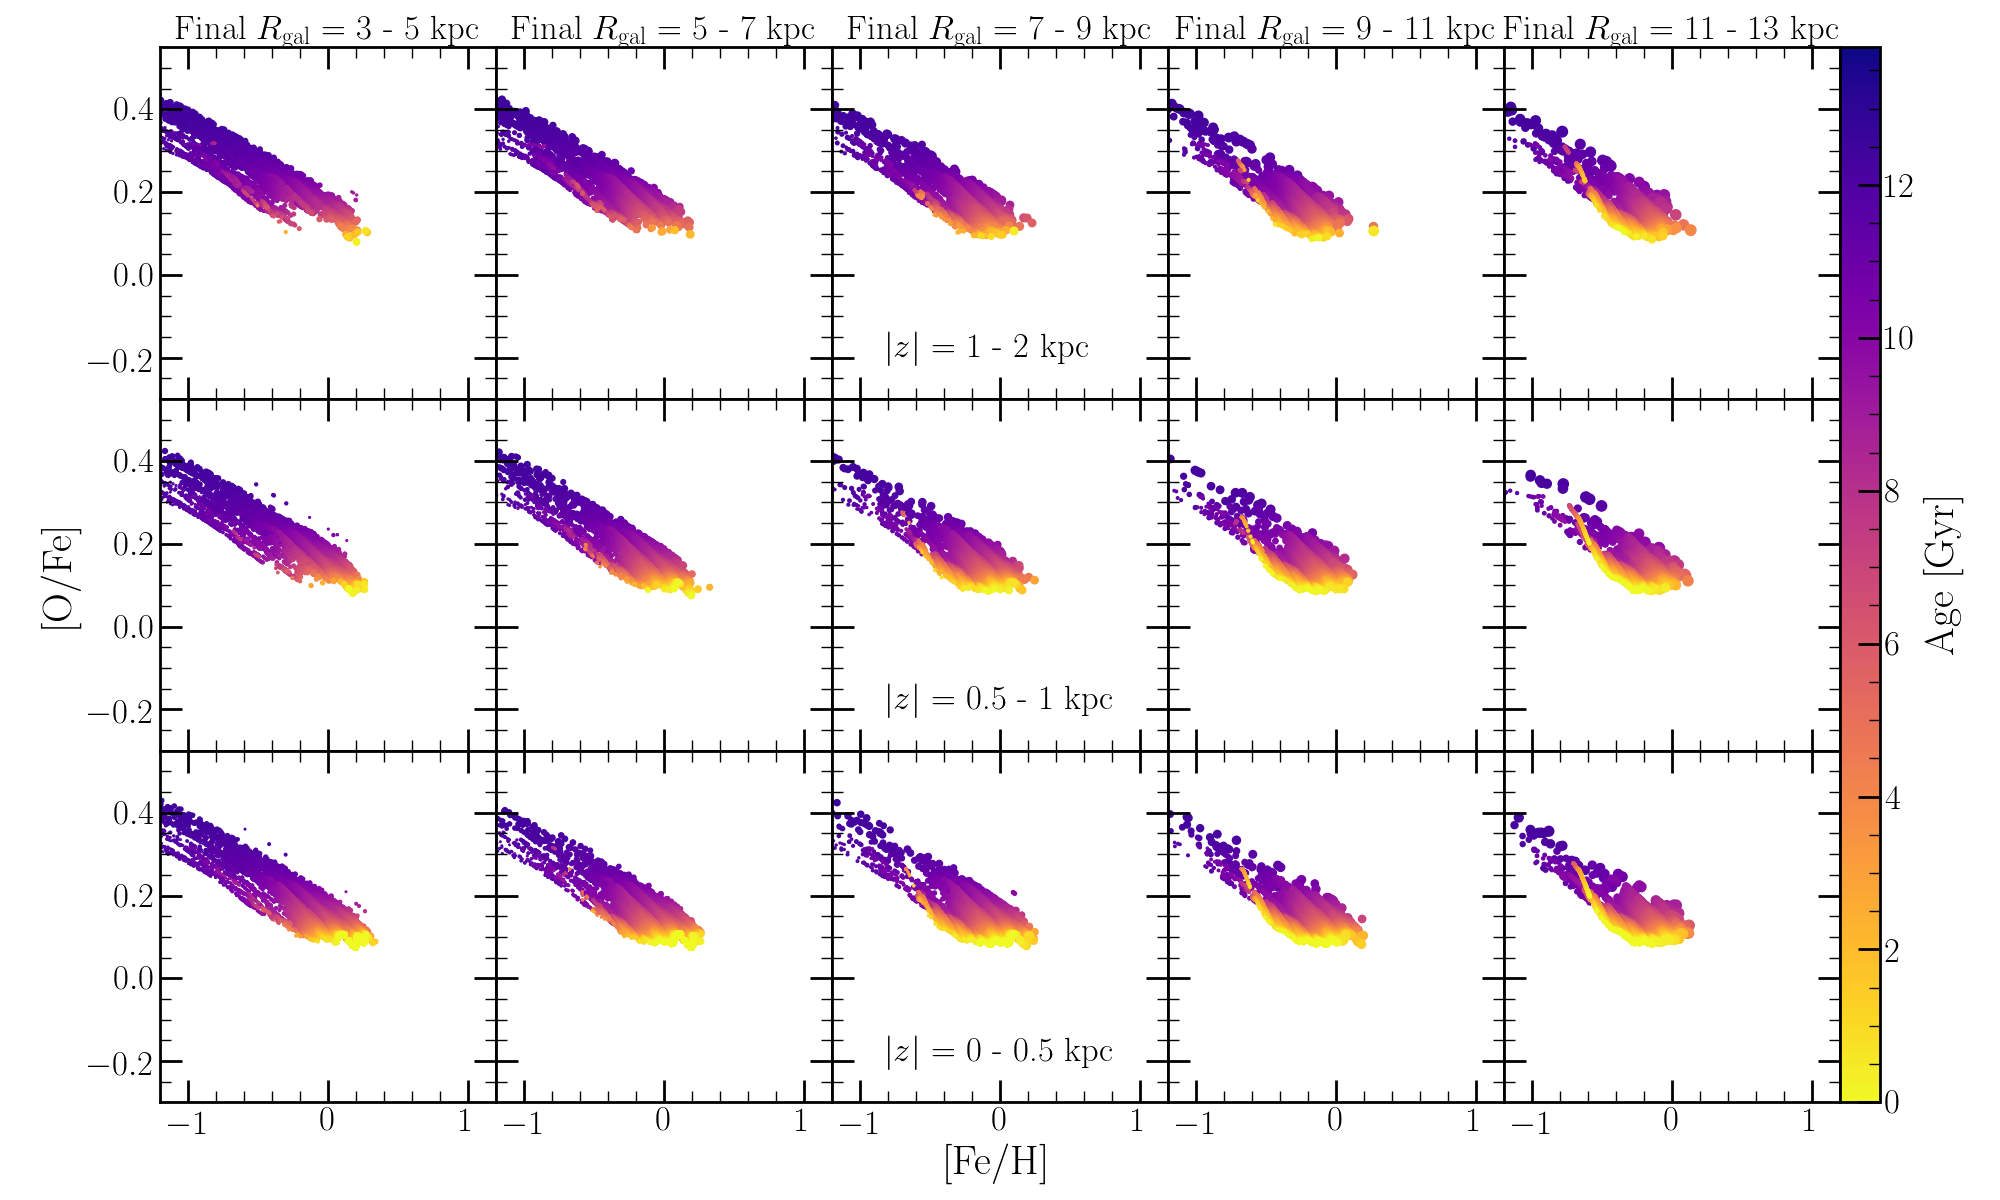 Final R_gal = 3 - 5 kpc
Final R_gal = 5 - 7 kpc
Final R_gal = 7 - 9 kpc
Final R_gal = 9 - 11 kpc
Final R_gal = 11 - 13 kpc
0.4
0.2
0.0
−0.2
|z| = 1 - 2 kpc
0.4
0.2
0.0
−0.2
|z| = 0.5 - 1 kpc
0.4
0.2
0.0
−0.2
|z| = 0 - 0.5 kpc
[O/Fe]
−1 0 1
−1 0 1
−1 0 1
−1 0 1
−1 0 1
[Fe/H]
12
10
8
6
4
2
0
Age [Gyr]